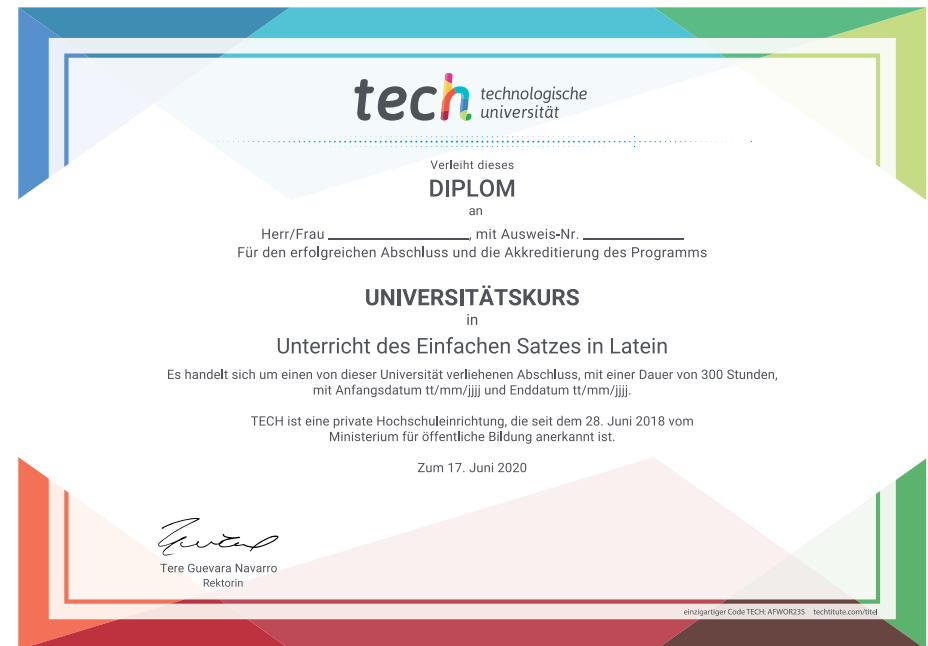 tech technologische
universität
Verleiht dieses
DIPLOM
an
Herr/Frau ____________________, mit Ausweis-Nr. ______________
Für den erfolgreichen Abschluss und die Akkreditierung des Programms
UNIVERSITÄTSKURS
in
Unterricht des Einfachen Satzes in Latein
Es handelt sich um einen von dieser Universität verliehenen Abschluss, mit einer Dauer von 300 Stunden,
mit Anfangsdatum tt/mm/jjjj und Enddatum tt/mm/jjjj.
TECH ist eine private Hochschuleinrichtung, die seit dem 28. Juni 2018 vom
Ministerium für öffentliche Bildung anerkannt ist.
Zum 17. Juni 2020
Tere Guevara Navarro
Rektorin
einzigartiger Code TECH: AFWOR23S techtitute.com/titel